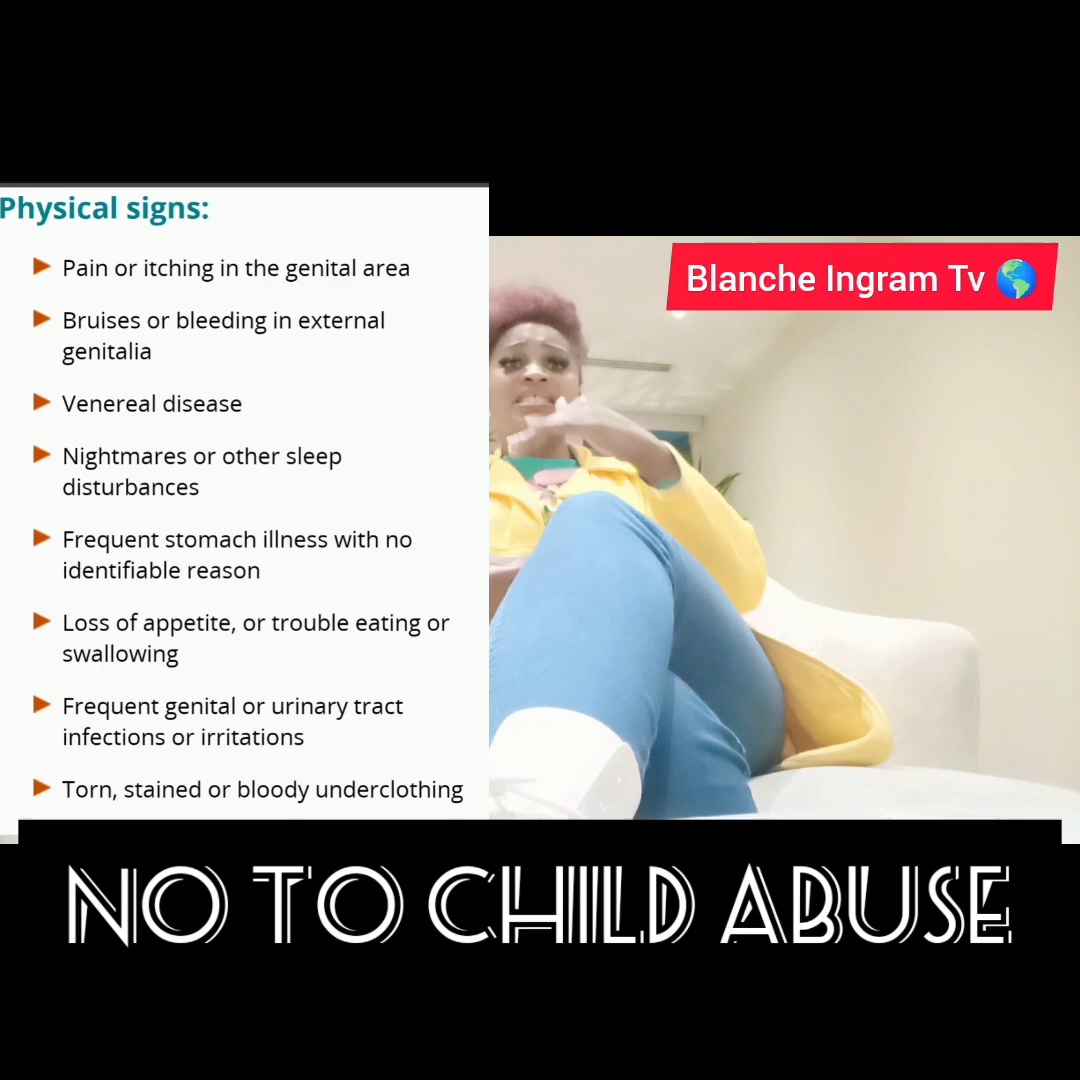 Physical signs:
Pain or itching in the genital area
Bruises or bleeding in external
genitalia
Venereal disease
Nightmares or other sleep
disturbances
Frequent stomach illness with no
identifiable reason
Loss of appetite, or trouble eating or
swallowing
Frequent genital or urinary tract
infections or irritations
Torn, stained or bloody underclothing
Blanche Ingram Tv 🌎
NO TO CHILD ABUSE